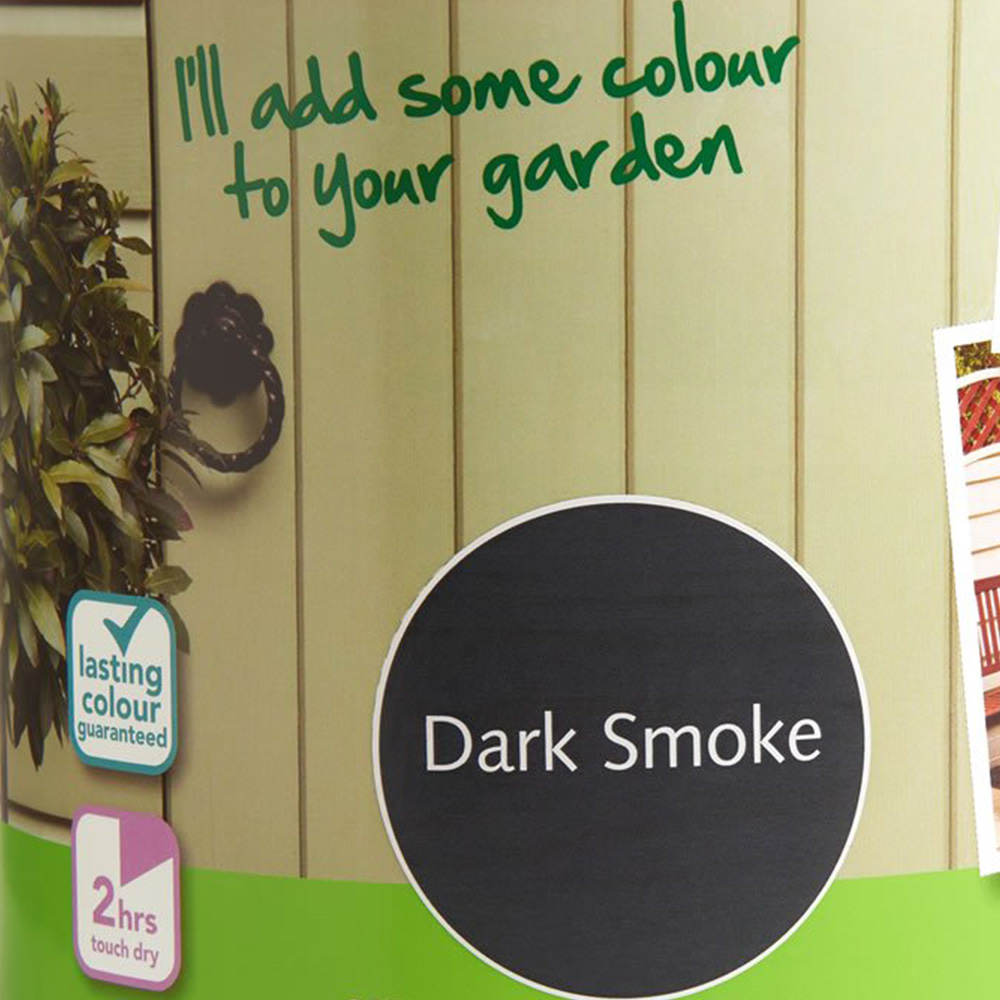 I'll add some colour
to your garden
lasting
colour
guaranteed
Dark Smoke
2hrs
touch dry